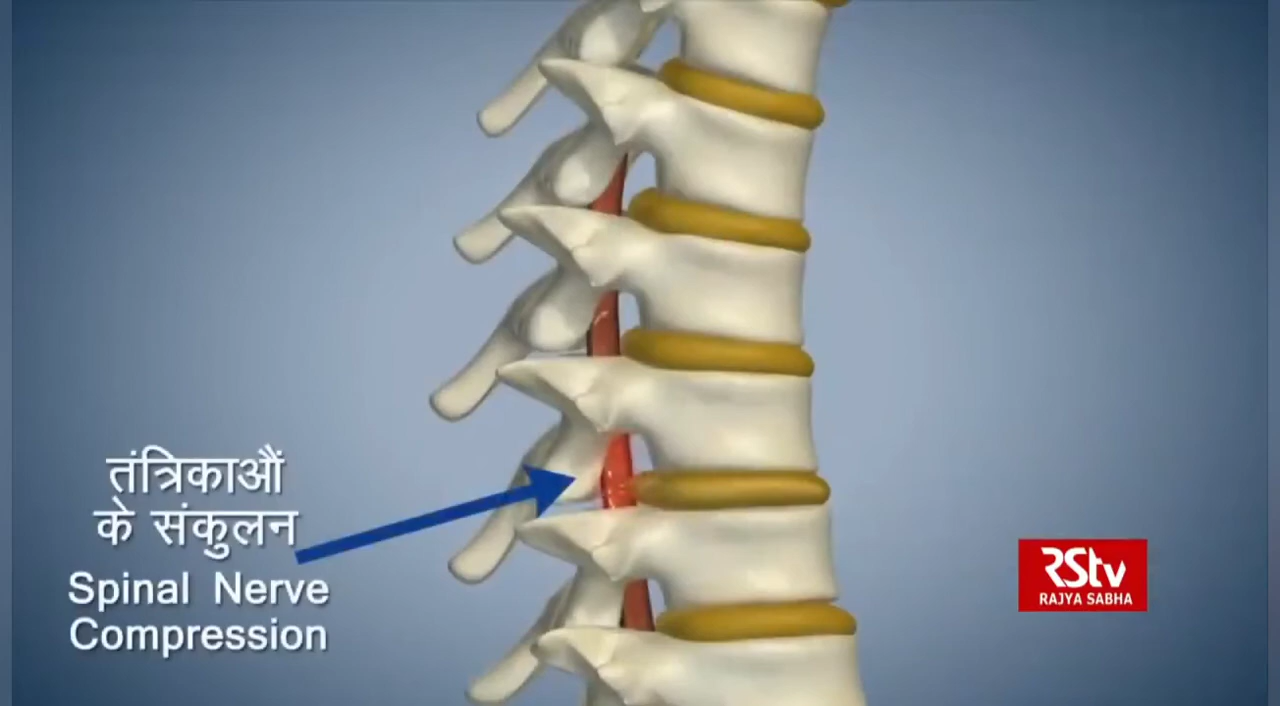 तंत्रिकाओं
के संकुलन
Spinal Nerve
Compression
RStv
RAJYA SABHA